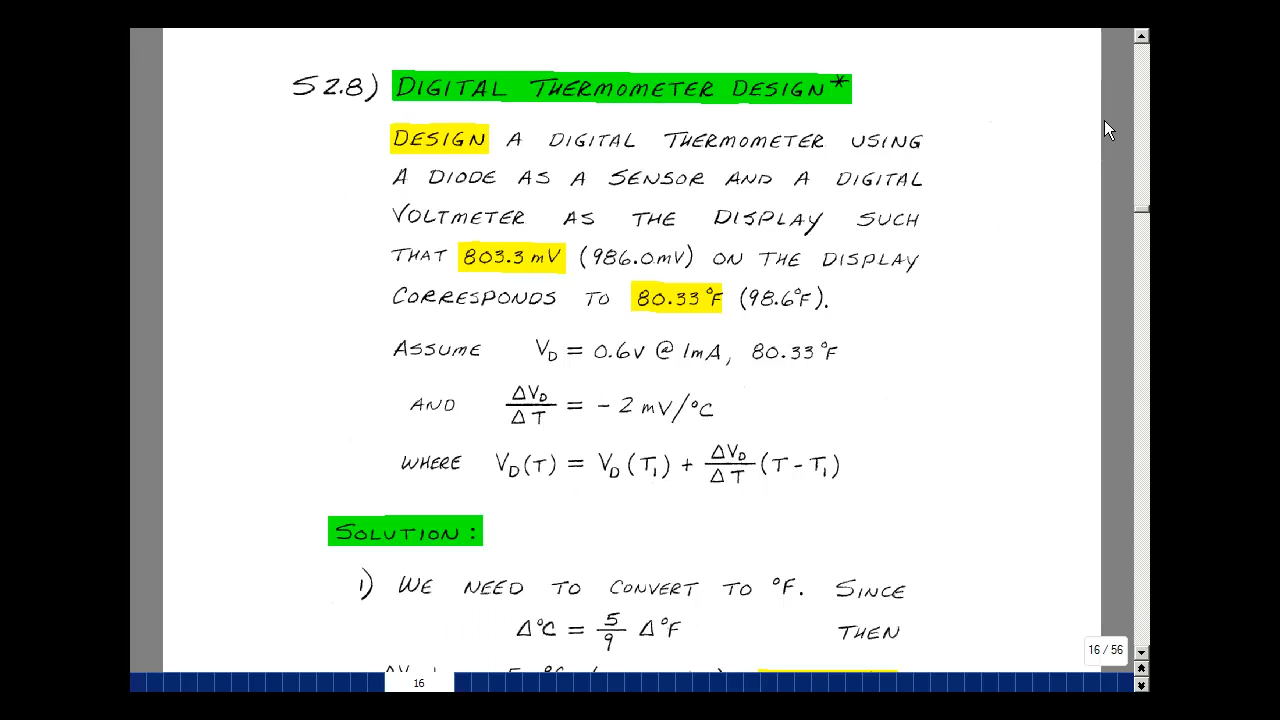 S2.8) DIGITAL THERMOMETER DESIGN*
DESIGN A DIGITAL THERMOMETER USING
A DIODE AS A SENSOR AND A DIGITAL
VOLTMETER AS THE DISPLAY SUCH
THAT 803.3 mV (986.0mV) ON THE DISPLAY
CORRESPONDS TO 80.33°F (98.6°F).
ASSUME V_D = 0.6V @ 1mA, 80.33°F
AND ΔV_D/ΔT = -2 mV/°C
WHERE V_D(T) = V_D(T_1) + ΔV_D/ΔT (T - T_1)
SOLUTION:
1) WE NEED TO CONVERT TO °F. SINCE
Δ°C = 5/9 Δ°F THEN
16 / 56
16